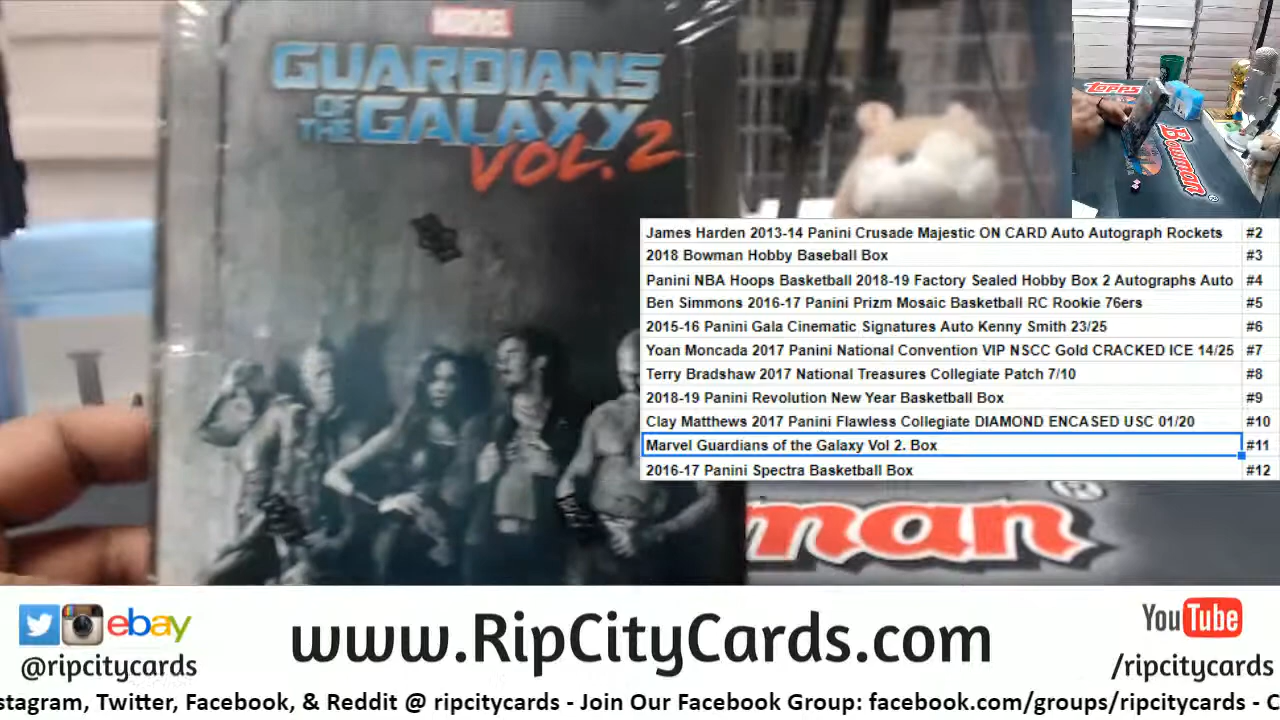 MARVEL
GUARDIANS
OF THE GALAXY
VOL. 2
TOPPS
Bowman
James Harden 2013-14 Panini Crusade Majestic ON CARD Auto Autograph Rockets #2
2018 Bowman Hobby Baseball Box #3
Panini NBA Hoops Basketball 2018-19 Factory Sealed Hobby Box 2 Autographs Auto #4
Ben Simmons 2016-17 Panini Prizm Mosaic Basketball RC Rookie 76ers #5
2015-16 Panini Gala Cinematic Signatures Auto Kenny Smith 23/25 #6
Yoan Moncada 2017 Panini National Convention VIP NSCC Gold CRACKED ICE 14/25 #7
Terry Bradshaw 2017 National Treasures Collegiate Patch 7/10 #8
2018-19 Panini Revolution New Year Basketball Box #9
Clay Matthews 2017 Panini Flawless Collegiate DIAMOND ENCASED USC 01/20 #10
Marvel Guardians of the Galaxy Vol 2. Box #11
2016-17 Panini Spectra Basketball Box #12
man ®
ebay
@ripcitycards
www.RipCityCards.com
YouTube
/ripcitycards
stagram, Twitter, Facebook, & Reddit @ ripcitycards - Join Our Facebook Group: facebook.com/groups/ripcitycards - C